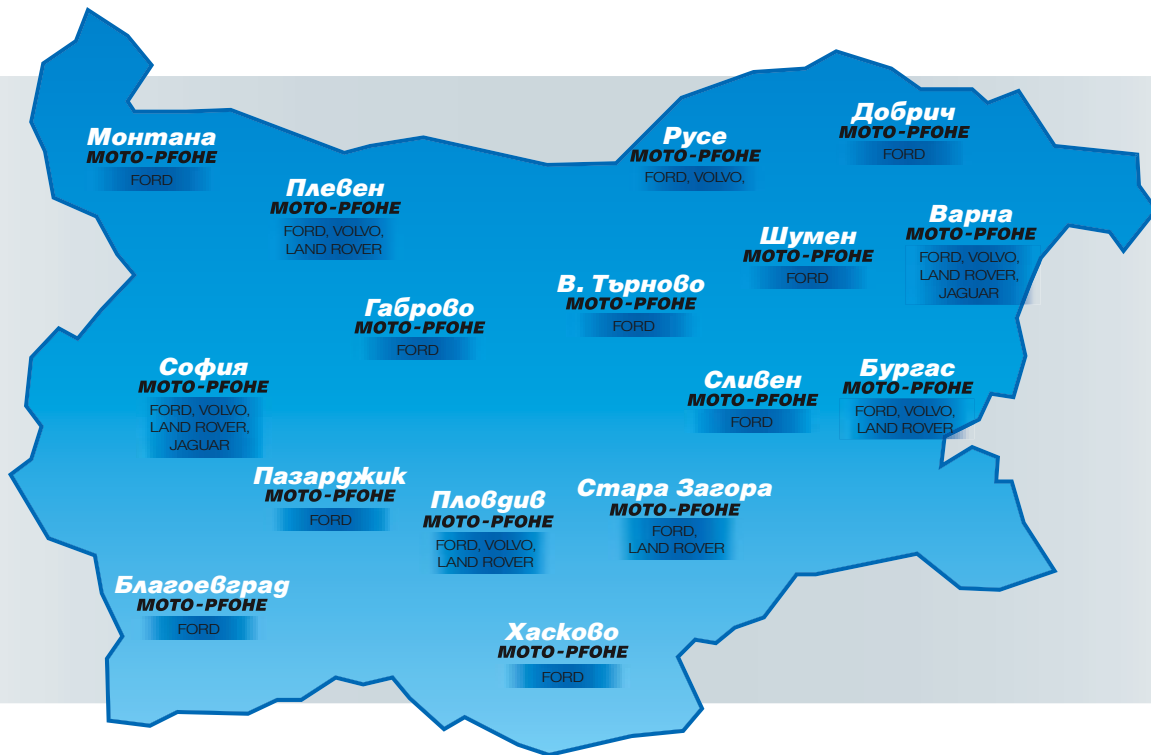 Монтана
МОТО-PFOHE
FORD
Плевен
МОТО-PFOHE
FORD, VOLVO,
LAND ROVER
Русе
МОТО-PFOHE
FORD, VOLVO,
Добрич
МОТО-PFOHE
FORD
Варна
МОТО-PFOHE
FORD, VOLVO,
LAND ROVER,
JAGUAR
Шумен
МОТО-PFOHE
FORD
В. Търново
МОТО-PFOHE
FORD
Габрово
МОТО-PFOHE
FORD
София
МОТО-PFOHE
FORD, VOLVO,
LAND ROVER,
JAGUAR
Сливен
МОТО-PFOHE
FORD
Бургас
МОТО-PFOHE
FORD, VOLVO,
LAND ROVER
Пазарджик
МОТО-PFOHE
FORD
Пловдив
МОТО-PFOHE
FORD, VOLVO,
LAND ROVER
Стара Загора
МОТО-PFOHE
FORD,
LAND ROVER
Благоевград
МОТО-PFOHE
FORD
Хасково
МОТО-PFOHE
FORD